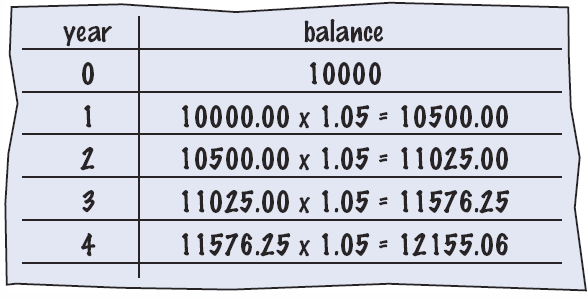 year balance
0 10000
1 10000.00 x 1.05 = 10500.00
2 10500.00 x 1.05 = 11025.00
3 11025.00 x 1.05 = 11576.25
4 11576.25 x 1.05 = 12155.06